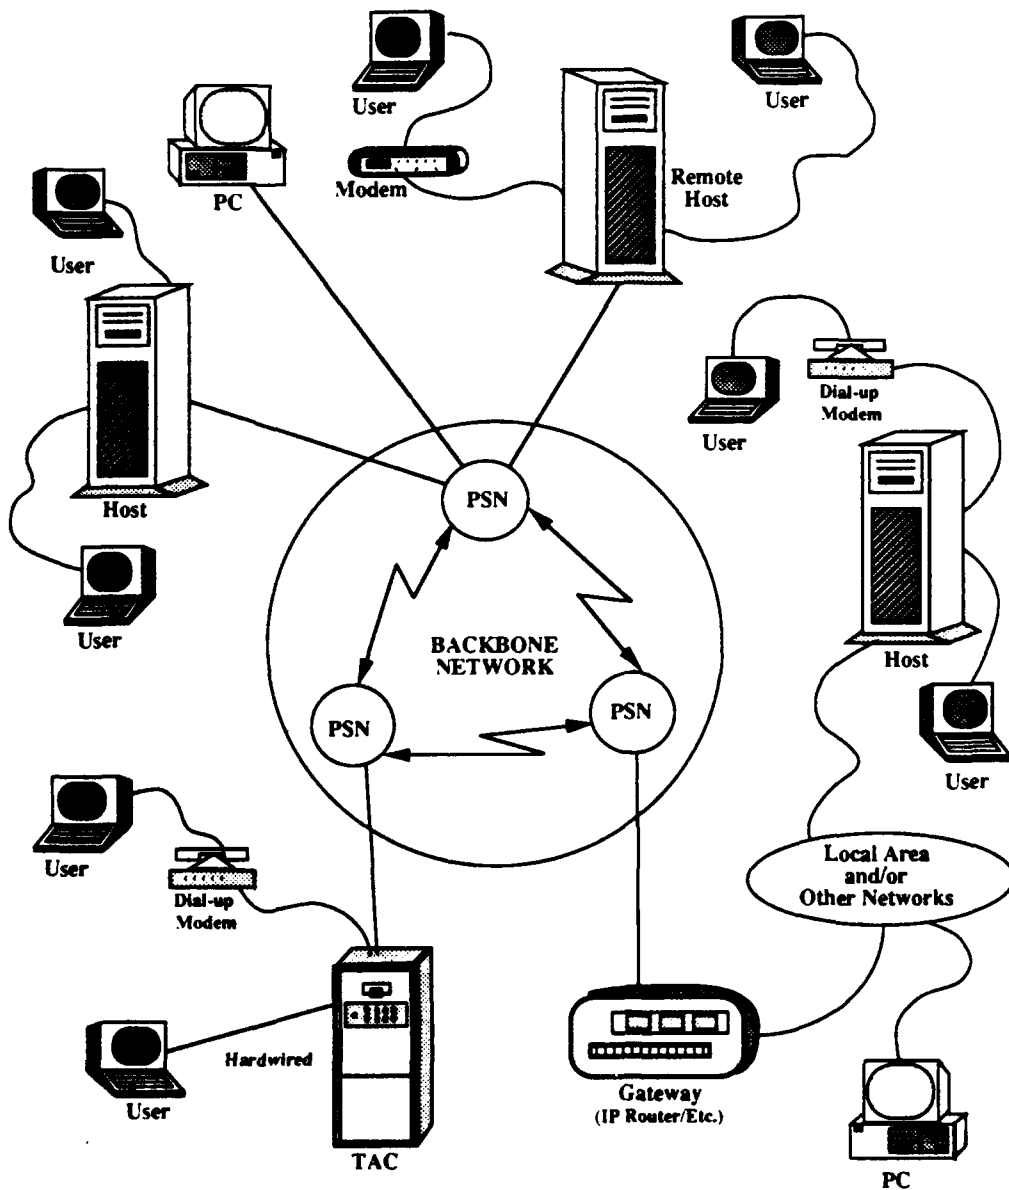 User
User
PC
Modem
Remote
Host
User
Dial-up
Modem
User
Host
PSN
User
BACKBONE
NETWORK
Host
PSN
PSN
User
User
Dial-up
Modem
Local Area
and/or
Other Networks
Hardwired
User
Gateway
(IP Router/Etc.)
TAC
PC